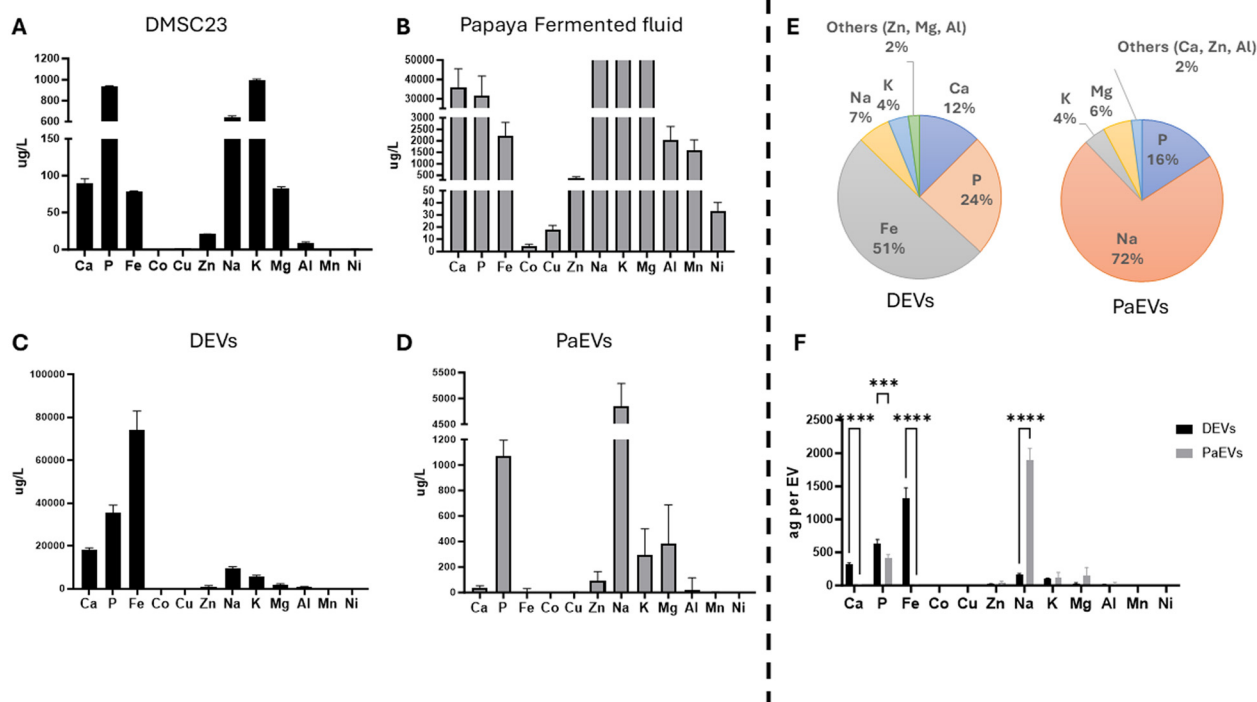 A
DMSC23
1200
1000
800
600
150
100
50
0
ug/L
Ca P Fe Co Cu Zn Na K Mg Al Mn Ni
B
Papaya Fermented fluid
50000
40000
30000
3000
2500
2000
1500
1000
500
50
40
30
20
10
0
ug/L
Ca P Fe Co Cu Zn Na K Mg Al Mn Ni
C
DEVs
100000
80000
60000
40000
20000
0
ug/L
Ca P Fe Co Cu Zn Na K Mg Al Mn Ni
D
PaEVs
5500
5000
4500
1200
1000
800
600
400
200
0
ug/L
Ca P Fe Co Cu Zn Na K Mg Al Mn Ni
E
Others (Zn, Mg, Al)
2%
K
4%
Na
7%
Ca
12%
P
24%
Fe
51%
DEVs
Others (Ca, Zn, Al)
2%
Mg
6%
K
4%
P
16%
Na
72%
PaEVs
F
***
**** **** ****
2500
2000
1500
1000
500
0
ag per EV
Ca P Fe Co Cu Zn Na K Mg Al Mn Ni
DEVs
PaEVs